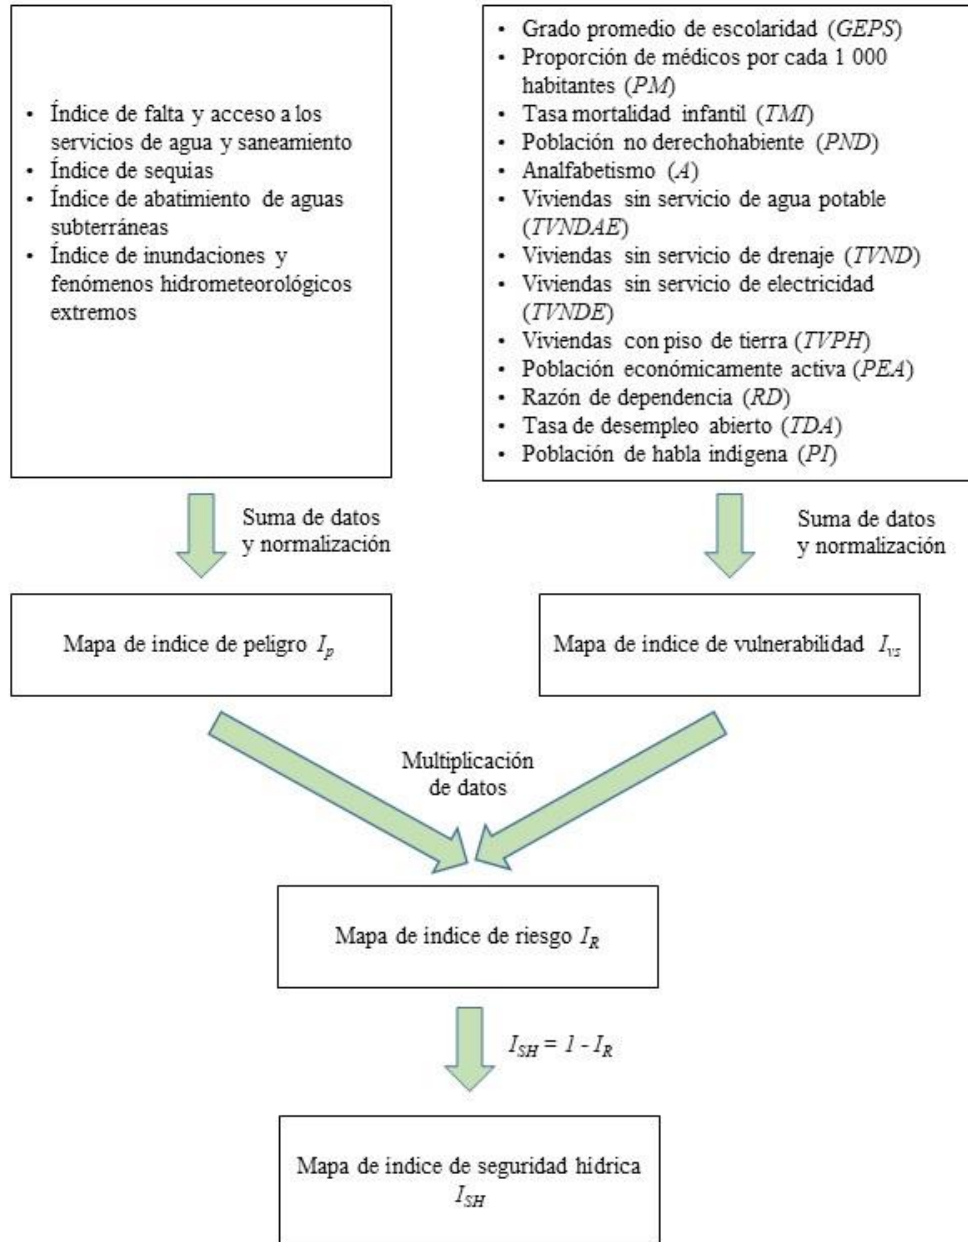 • Índice de falta y acceso a los
servicios de agua y saneamiento
• Índice de sequias
• Índice de abatimiento de aguas
subterráneas
• Índice de inundaciones y
fenómenos hidrometeorológicos
extremos
• Grado promedio de escolaridad (GEPS)
• Proporción de médicos por cada 1 000
habitantes (PM)
• Tasa mortalidad infantil (TMI)
• Población no derechohabiente (PND)
• Analfabetismo (A)
• Viviendas sin servicio de agua potable
(TVNDAE)
• Viviendas sin servicio de drenaje (TVND)
• Viviendas sin servicio de electricidad
(TVNDE)
• Viviendas con piso de tierra (TVPH)
• Población económicamente activa (PEA)
• Razón de dependencia (RD)
• Tasa de desempleo abierto (TDA)
• Población de habla indígena (PI)
Suma de datos
y normalización
Suma de datos
y normalización
Mapa de índice de peligro Ip
Mapa de índice de vulnerabilidad Ivs
Multiplicación
de datos
Mapa de índice de riesgo IR
ISH = 1 - IR
Mapa de índice de seguridad hídrica
ISH